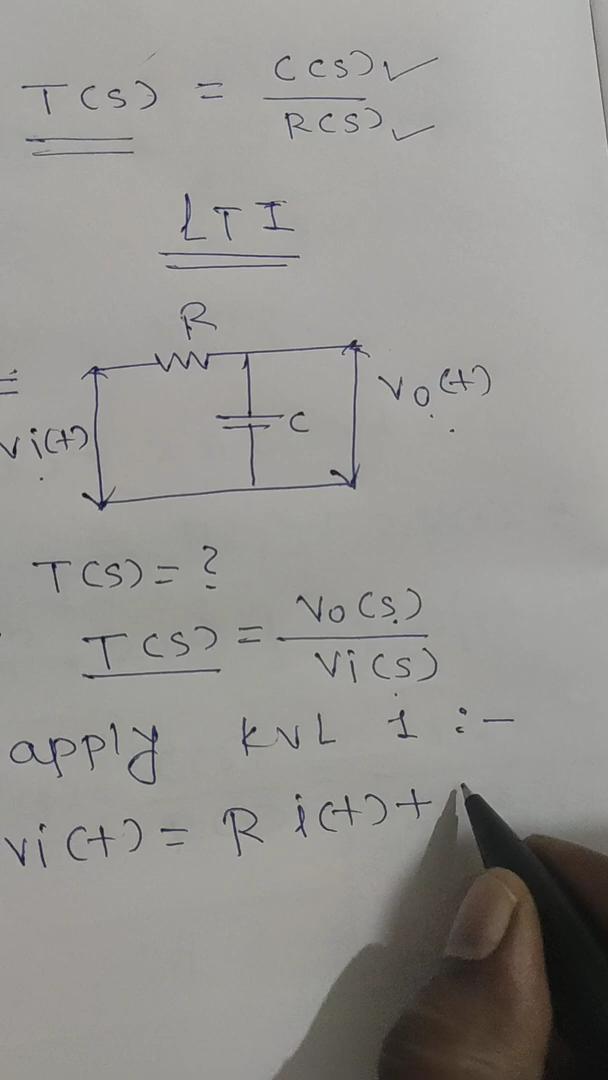 T(s) = C(s) / R(s)
LTI
R
C
Vi(t)
Vo(t)
T(s) = ?
T(s) = Vo(s) / Vi(s)
apply KVL 1 :-
Vi(t) = R i(t) +